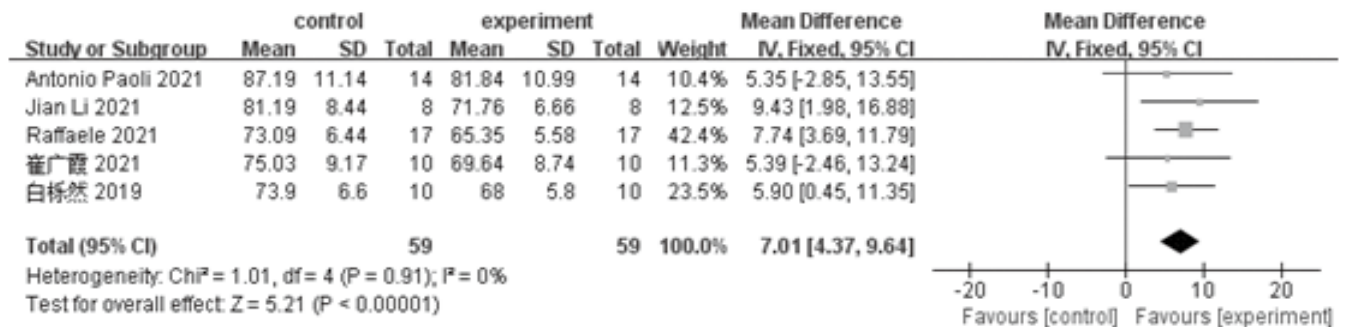 control experiment Mean Difference Mean Difference
Study or Subgroup Mean SD Total Mean SD Total Weight IV, Fixed, 95% CI IV, Fixed, 95% CI
Antonio Paoli 2021 87.19 11.14 14 81.84 10.99 14 10.4% 5.35 [-2.85, 13.55]
Jian Li 2021 81.19 8.44 8 71.76 6.66 8 12.5% 9.43 [1.98, 16.88]
Raffaele 2021 73.09 6.44 17 65.35 5.58 17 42.4% 7.74 [3.69, 11.79]
崔广霞 2021 75.03 9.17 10 69.64 8.74 10 11.3% 5.39 [-2.46, 13.24]
白栎然 2019 73.9 6.6 10 68 5.8 10 23.5% 5.90 [0.45, 11.35]
Total (95% CI) 59 59 100.0% 7.01 [4.37, 9.64]
Heterogeneity: Chi² = 1.01, df = 4 (P = 0.91); I² = 0%
Test for overall effect: Z = 5.21 (P < 0.00001)
-20 -10 0 10 20
Favours [control] Favours [experiment]